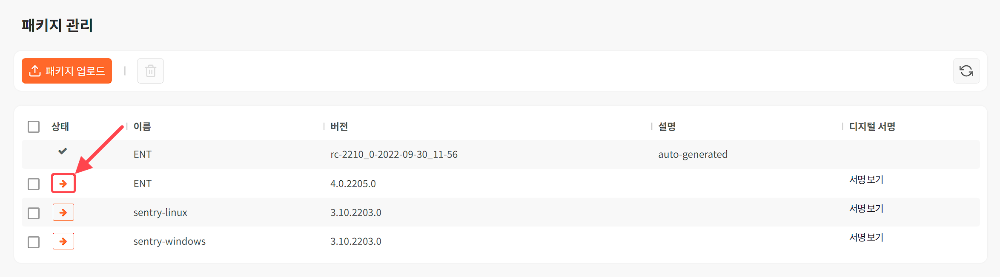 패키지 관리
패키지 업로드
상태 이름 버전 설명 디지털 서명
ENT rc-2210_0-2022-09-30_11-56 auto-generated
ENT 4.0.2205.0 서명 보기
sentry-linux 3.10.2203.0 서명 보기
sentry-windows 3.10.2203.0 서명 보기